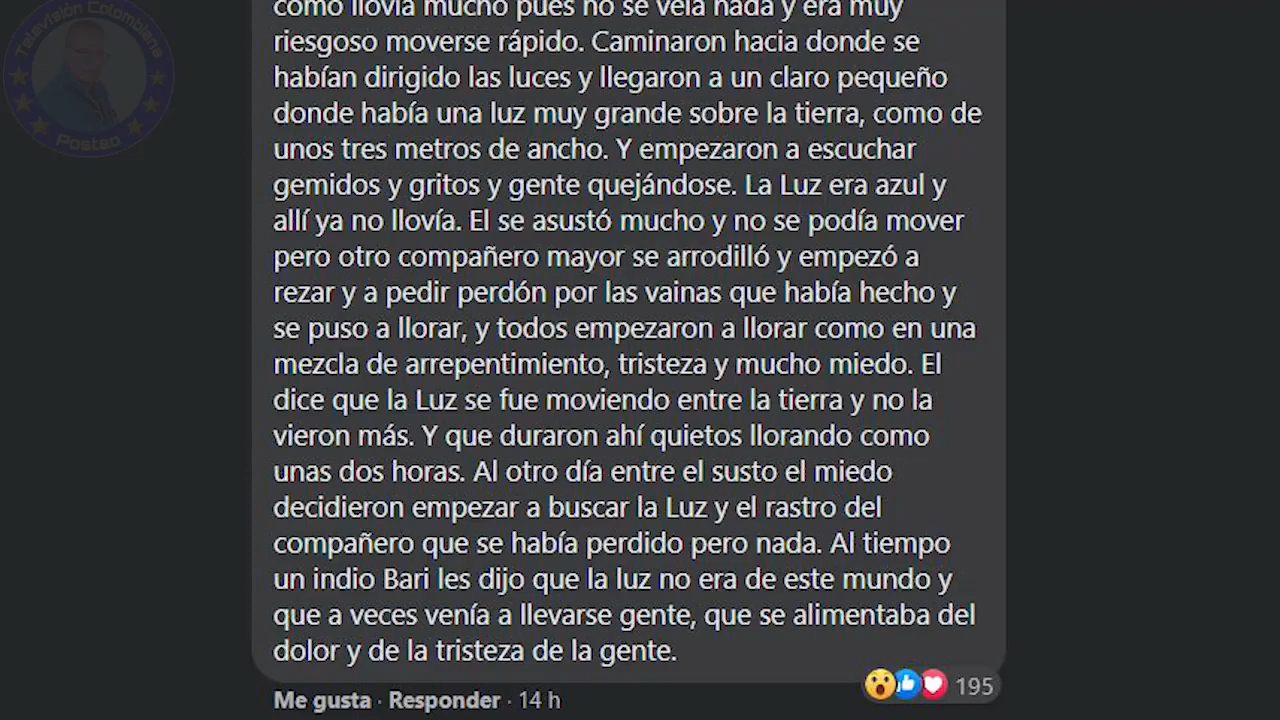 Televisión Colombiana
Posteo
como llovía mucho pues no se veía nada y era muy
riesgoso moverse rápido. Caminaron hacia donde se
habían dirigido las luces y llegaron a un claro pequeño
donde había una luz muy grande sobre la tierra, como de
unos tres metros de ancho. Y empezaron a escuchar
gemidos y gritos y gente quejándose. La Luz era azul y
allí ya no llovía. El se asustó mucho y no se podía mover
pero otro compañero mayor se arrodilló y empezó a
rezar y a pedir perdón por las vainas que había hecho y
se puso a llorar, y todos empezaron a llorar como en una
mezcla de arrepentimiento, tristeza y mucho miedo. El
dice que la Luz se fue moviendo entre la tierra y no la
vieron más. Y que duraron ahí quietos llorando como
unas dos horas. Al otro día entre el susto el miedo
decidieron empezar a buscar la Luz y el rastro del
compañero que se había perdido pero nada. Al tiempo
un indio Bari les dijo que la luz no era de este mundo y
que a veces venía a llevarse gente, que se alimentaba del
dolor y de la tristeza de la gente.
Me gusta · Responder · 14 h
195